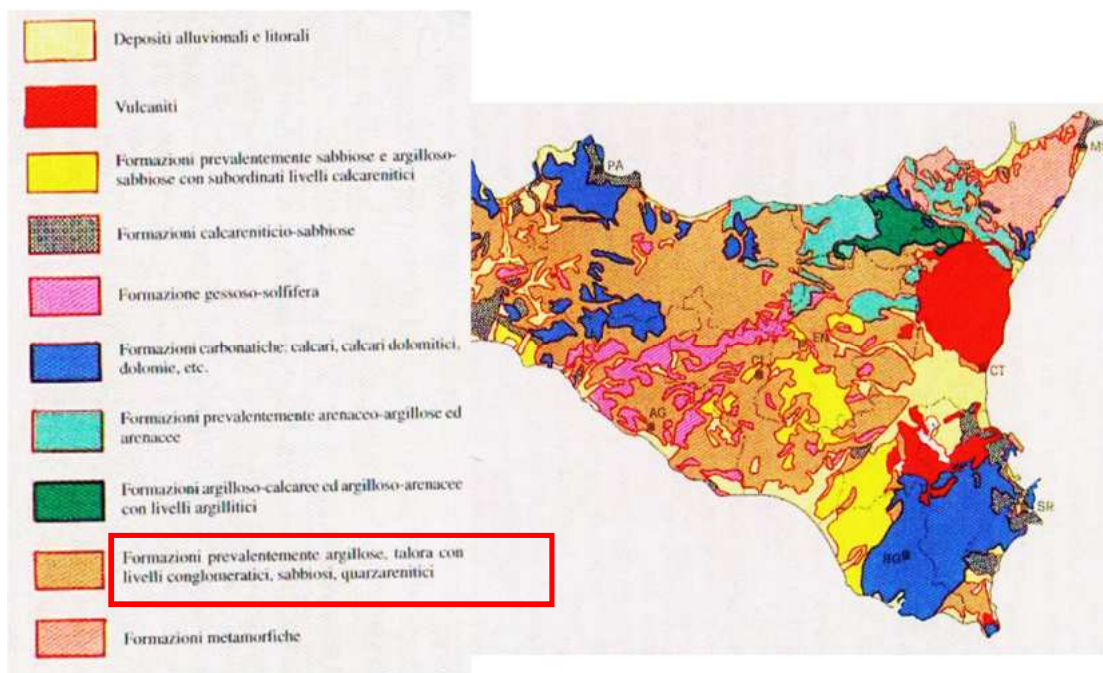 Depositi alluvionali e litorali
Vulcaniti
Formazioni prevalentemente sabbiose e argilloso-
sabbiose con subordinati livelli calcarenitici
Formazioni calcareniticio-sabbiose
Formazione gessoso-solfifera
Formazioni carbonatiche: calcari, calcari dolomitici,
dolomie, etc.
Formazioni prevalentemente arenaceo-argillose ed
arenacee
Formazioni argilloso-calcaree ed argilloso-arenacee
con livelli argillitici
Formazioni prevalentemente argillose, talora con
livelli conglomeratici, sabbiosi, quarzarenitici
Formazioni metamorfiche
PA
EN
CL
CT
AG
SR
RG